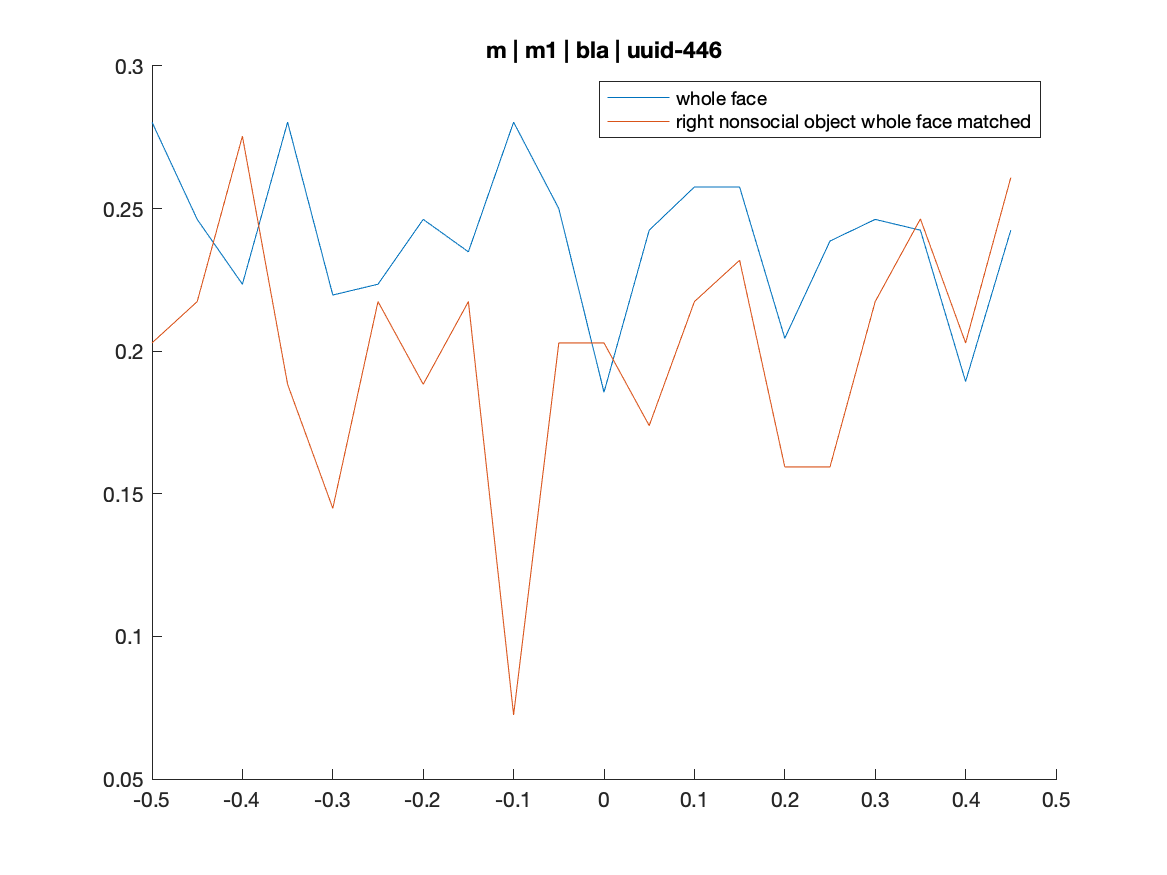 m | m1 | bla | uuid-446
0.3
whole face
right nonsocial object whole face matched
0.25
0.2
0.15
0.1
0.05
-0.5 -0.4 -0.3 -0.2 -0.1 0 0.1 0.2 0.3 0.4 0.5